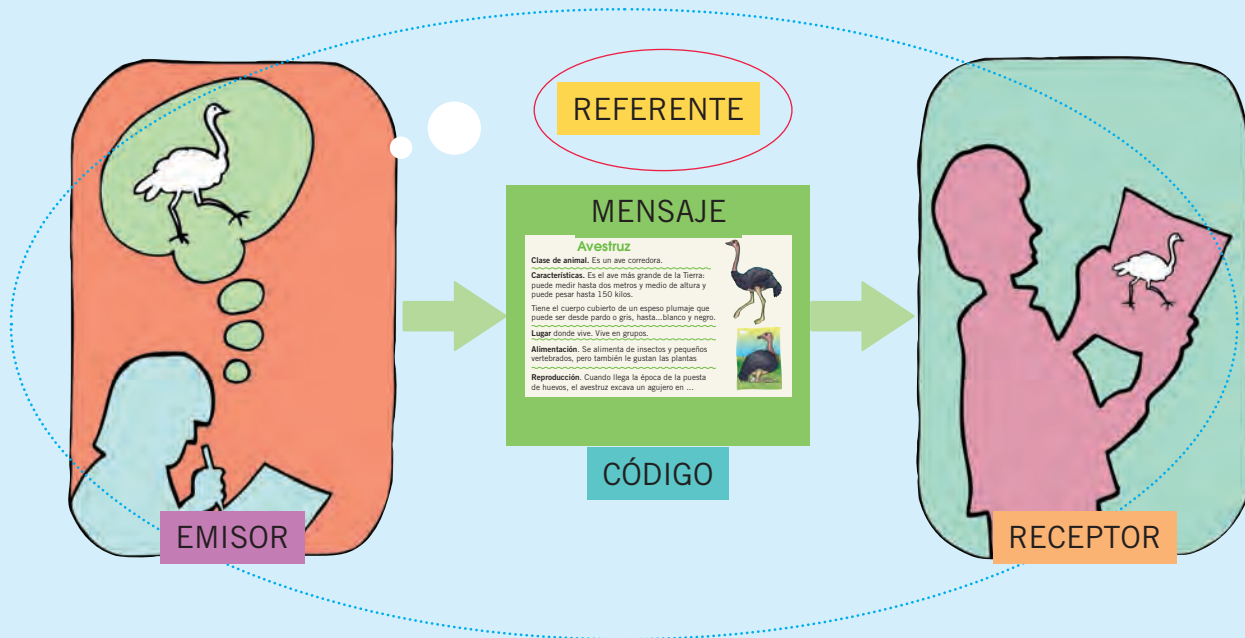 REFERENTE
MENSAJE
Avestruz
Clase de animal. Es un ave corredora.
Características. Es el ave más grande de la Tierra:
puede medir hasta dos metros y medio de altura y
puede pesar hasta 150 kilos.
Tiene el cuerpo cubierto de un espeso plumaje que
puede ser desde pardo o gris, hasta...blanco y negro.
Lugar donde vive. Vive en grupos.
Alimentación. Se alimenta de insectos y pequeños
vertebrados, pero también le gustan las plantas
Reproducción. Cuando llega la época de la puesta
de huevos, el avestruz excava un agujero en ...
CÓDIGO
EMISOR
RECEPTOR